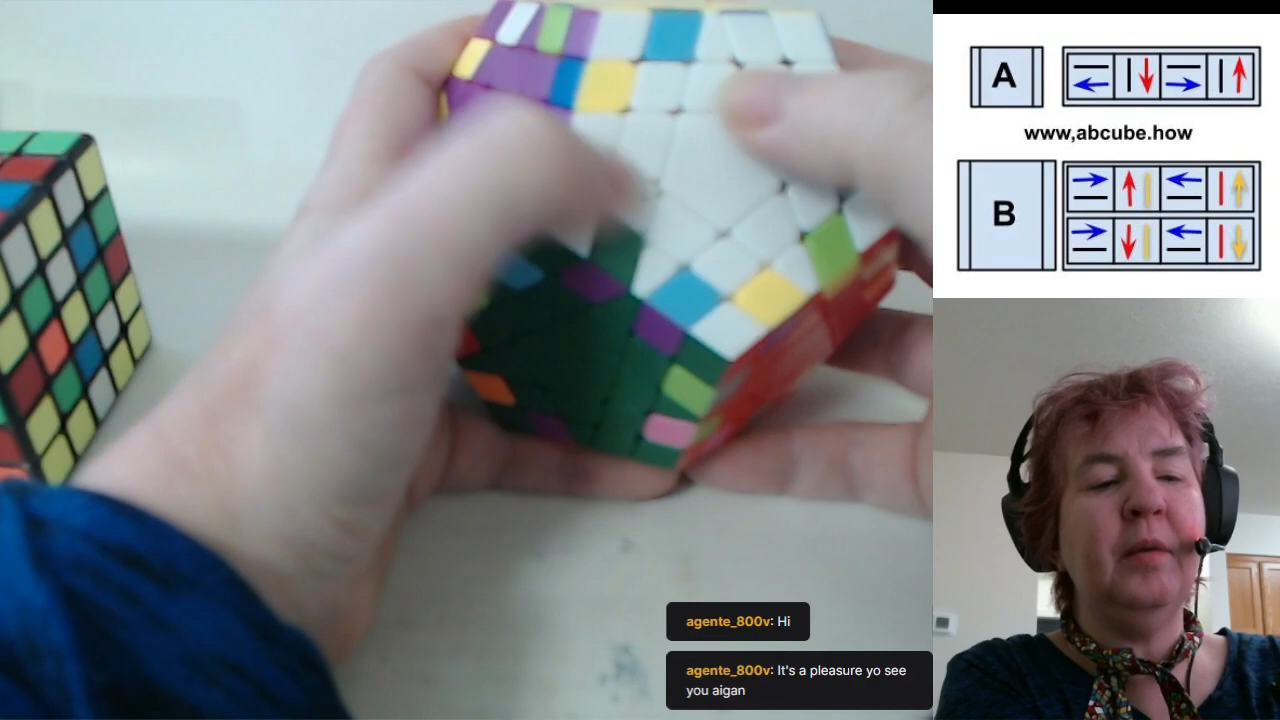 A
www,abcube.how
B
agente_800v: Hi
agente_800v: It's a pleasure yo see
you aigan